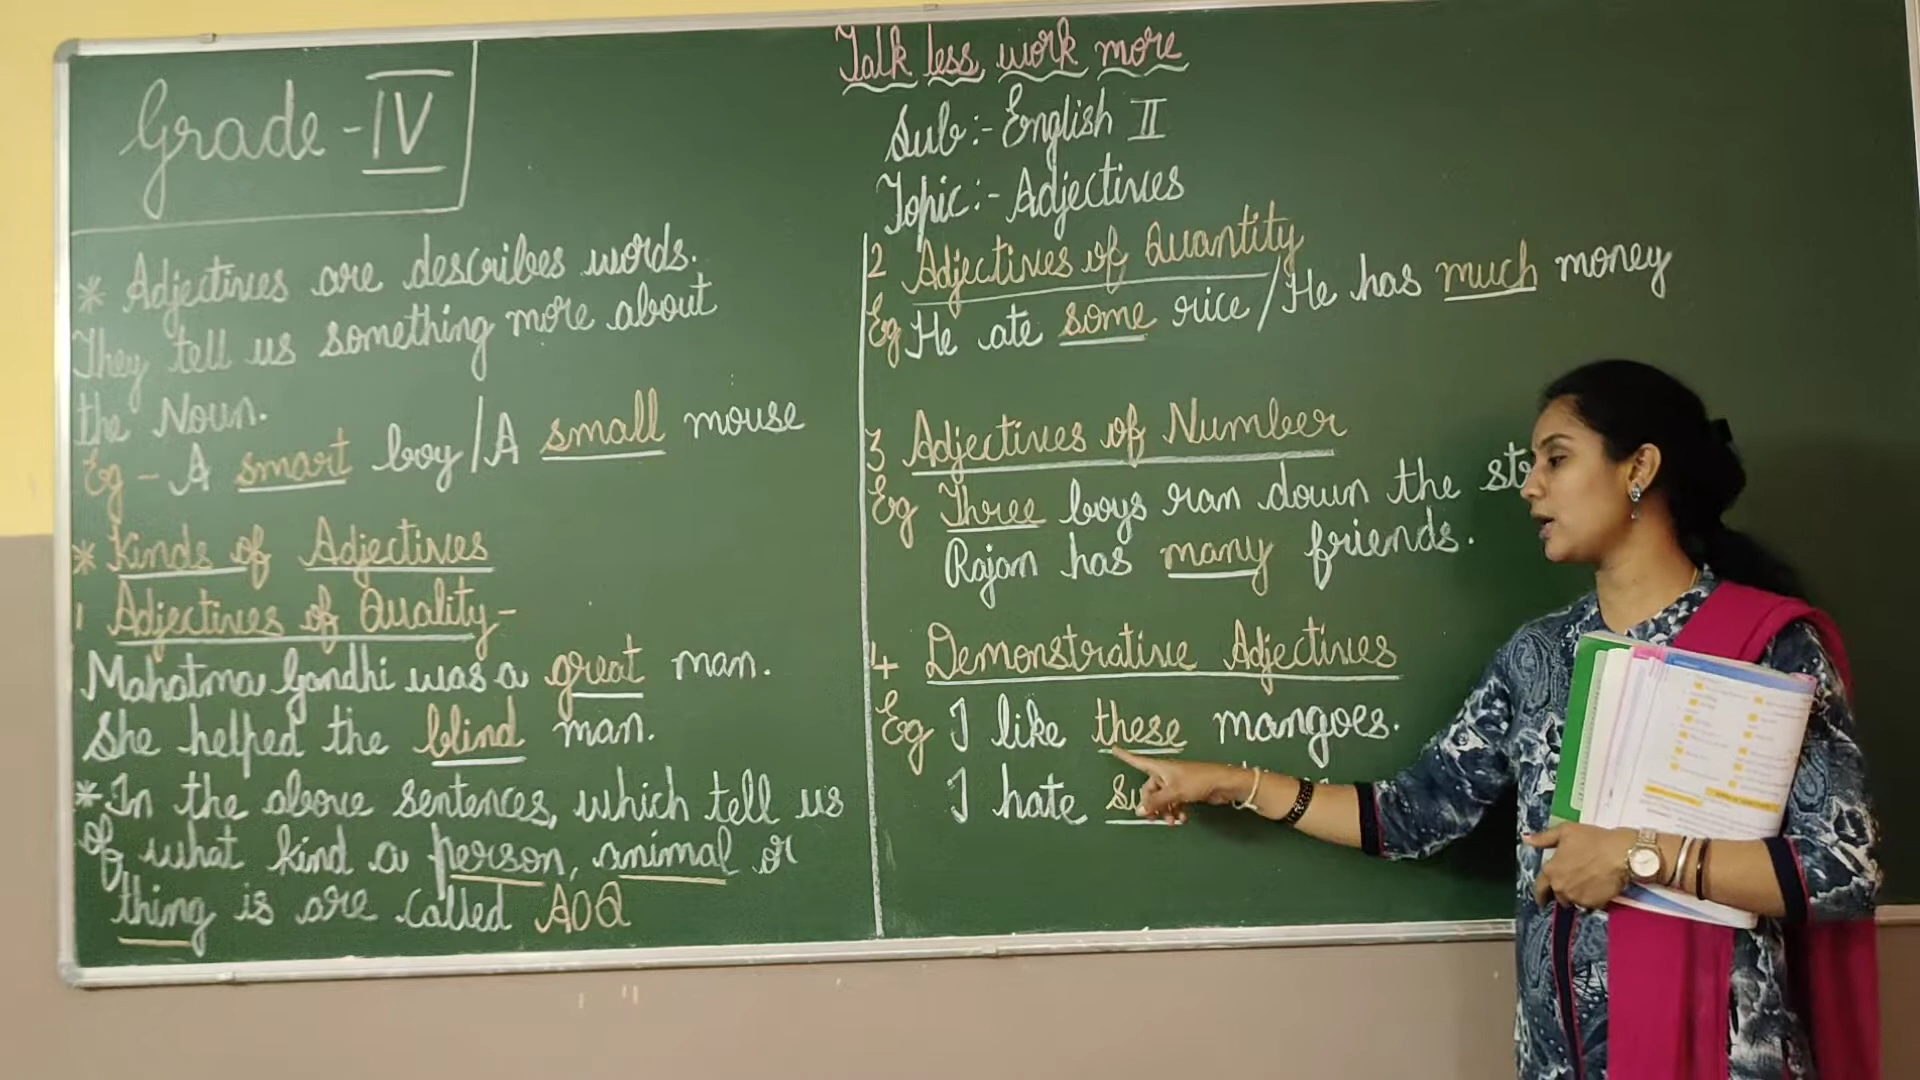 Talk less, work more
Grade - IV
Sub:- English II
Topic:- Adjectives
* Adjectives are describes words.
They tell us something more about
the Noun.
Eg - A smart boy/A small mouse
* Kinds of Adjectives
1 Adjectives of Quality-
Mahatma Gandhi was a great man.
She helped the blind man.
*In the above sentences, which tell us
of what kind a person, animal or
thing is are called AOQ
2 Adjectives of Quantity
Eg He ate some rice/He has much money
3 Adjectives of Number
Eg Three boys ran down the
Rajan has many friends.
4 Demonstrative Adjectives
Eg I like these mangoes.
I hate